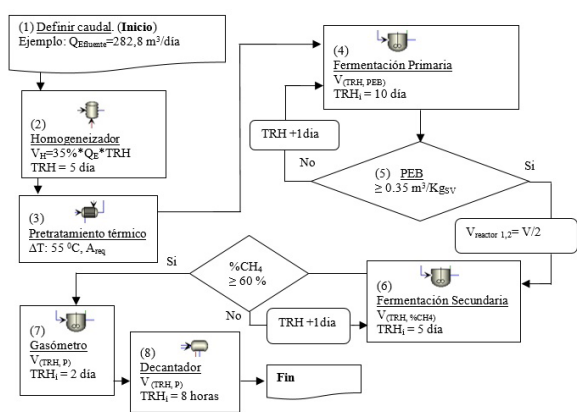 (1) Definir caudal. (Inicio)
Ejemplo: QEfluente=282,8 m³/día
(2)
Homogeneizador
VH=35%*QE*TRH
TRH = 5 día
(3)
Pretratamiento térmico
ΔT: 55 ⁰C, Areq
(4)
Fermentación Primaria
V(TRH, PEB)
TRHi = 10 día
TRH +1dia
No
(5) PEB
≥ 0.35 m³/KgSV
Si
Vreactor 1,2= V/2
(6)
Fermentación Secundaria
V(TRH, %CH4)
TRHi = 5 día
%CH4
≥ 60 %
Si
No
TRH +1dia
(7)
Gasómetro
V(TRH, P)
TRHi = 2 día
(8)
Decantador
V(TRH, P)
TRHi = 8 horas
Fin